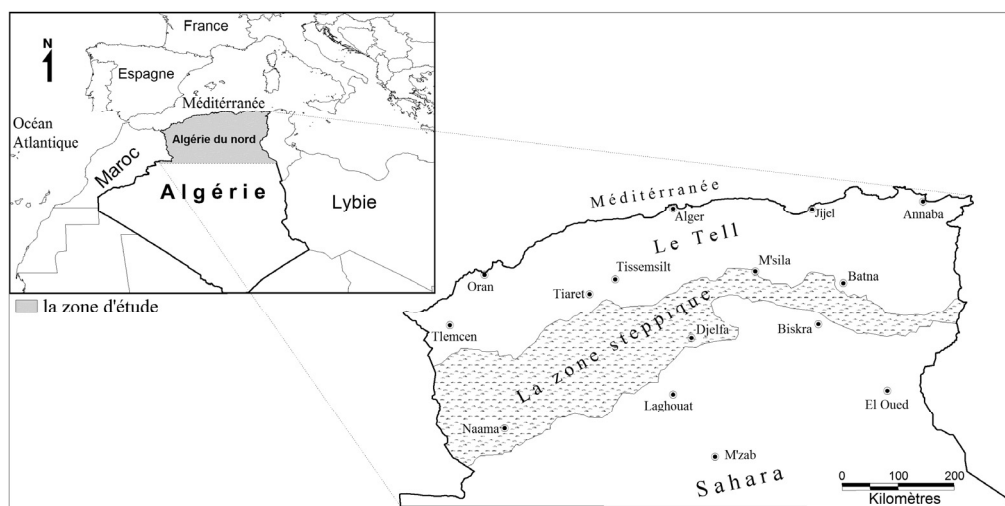 France
N
Espagne
Méditérranée
Océan
Atlantique
Algérie du nord
Maroc
Algérie
Lybie
la zone d'étude
Méditérranée
Alger
Jijel
Annaba
Le Tell
M'sila
Tissemsilt
Batna
Oran
Tiaret
La zone steppique
Tlemcen
Djelfa
Biskra
Laghouat
El Oued
Naama
M'zab
Sahara
0 100 200
Kilomètres